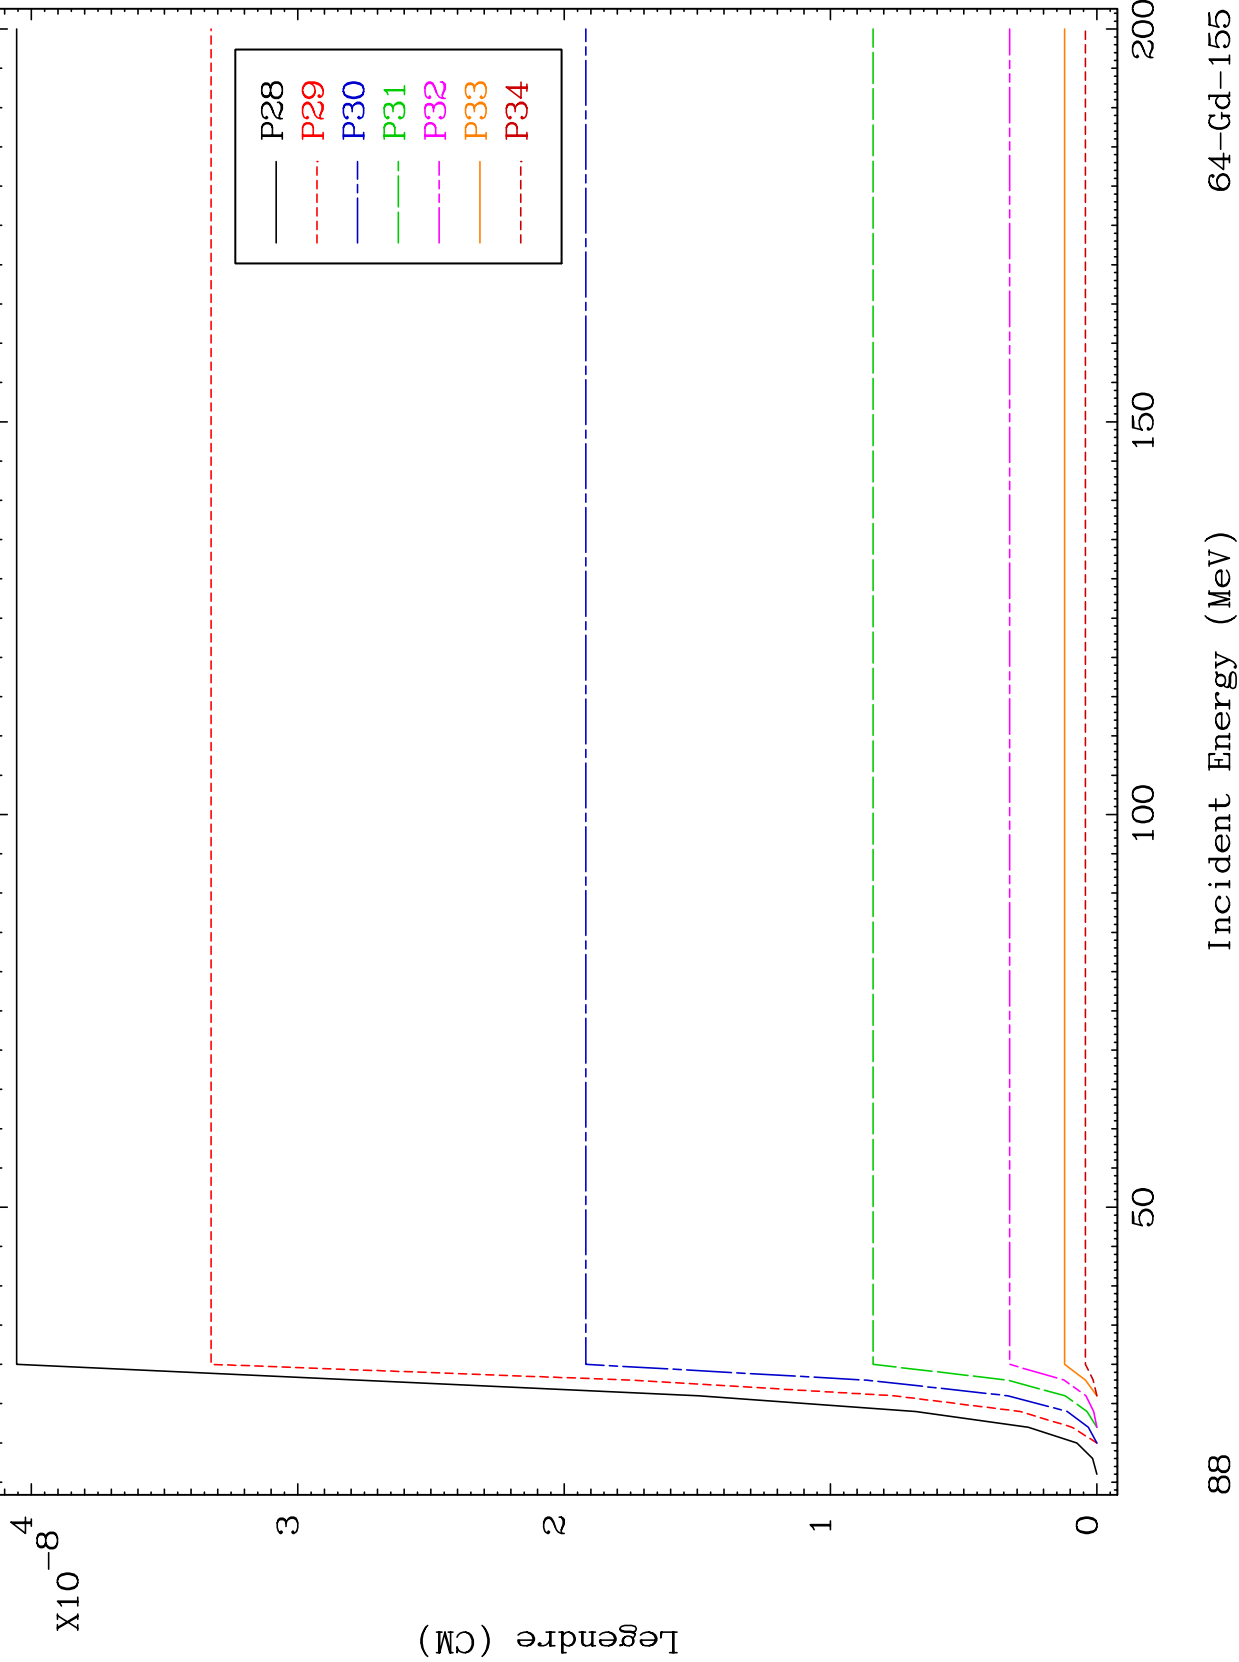 X10
-8
4
3
2
1
0
Legendre (CM)
P28
P29
P30
P31
P32
P33
P34
50
100
150
200
Incident Energy (MeV)
88
64-Gd-155